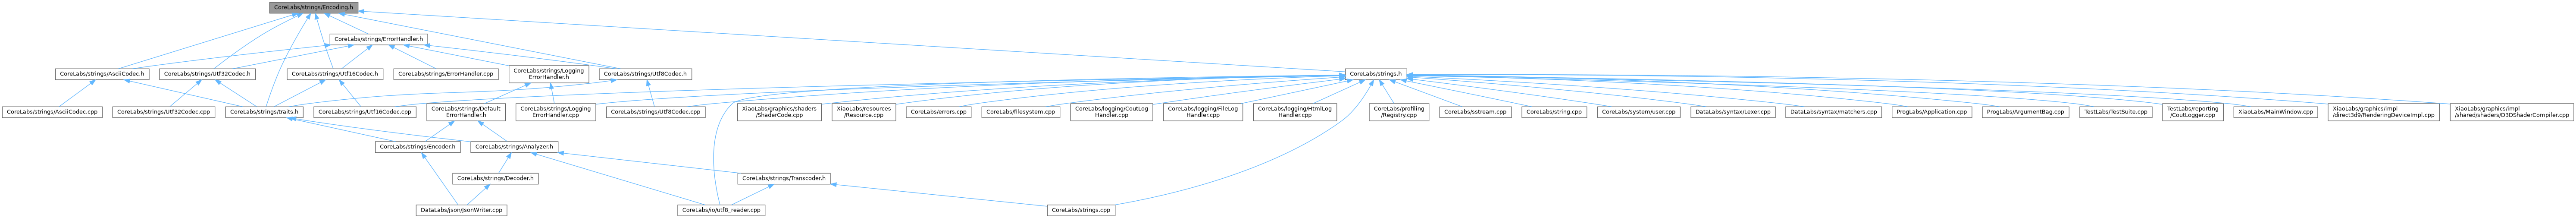 CoreLabs/strings/Encoding.h
CoreLabs/strings/ErrorHandler.h
CoreLabs/strings/AsciiCodec.h
CoreLabs/strings/Utf32Codec.h
CoreLabs/strings/Utf16Codec.h
CoreLabs/strings/ErrorHandler.cpp
CoreLabs/strings/Logging
ErrorHandler.h
CoreLabs/strings/Utf8Codec.h
CoreLabs/strings.h
CoreLabs/strings/AsciiCodec.cpp
CoreLabs/strings/Utf32Codec.cpp
CoreLabs/strings/traits.h
CoreLabs/strings/Utf16Codec.cpp
CoreLabs/strings/Default
ErrorHandler.h
CoreLabs/strings/Logging
ErrorHandler.cpp
CoreLabs/strings/Utf8Codec.cpp
XiaoLabs/graphics/shaders
/ShaderCode.cpp
XiaoLabs/resources
/Resource.cpp
CoreLabs/errors.cpp
CoreLabs/filesystem.cpp
CoreLabs/logging/CoutLog
Handler.cpp
CoreLabs/logging/FileLog
Handler.cpp
CoreLabs/logging/HtmlLog
Handler.cpp
CoreLabs/profiling
/Registry.cpp
CoreLabs/sstream.cpp
CoreLabs/string.cpp
CoreLabs/system/user.cpp
DataLabs/syntax/Lexer.cpp
DataLabs/syntax/matchers.cpp
ProgLabs/Application.cpp
ProgLabs/ArgumentBag.cpp
TestLabs/TestSuite.cpp
TestLabs/reporting
/CoutLogger.cpp
XiaoLabs/MainWindow.cpp
XiaoLabs/graphics/impl
/direct3d9/RenderingDeviceImpl.cpp
XiaoLabs/graphics/impl
/shared/shaders/D3DShaderCompiler.cpp
CoreLabs/strings/Encoder.h
CoreLabs/strings/Analyzer.h
CoreLabs/strings/Decoder.h
CoreLabs/strings/Transcoder.h
DataLabs/json/JsonWriter.cpp
CoreLabs/io/utf8_reader.cpp
CoreLabs/strings.cpp